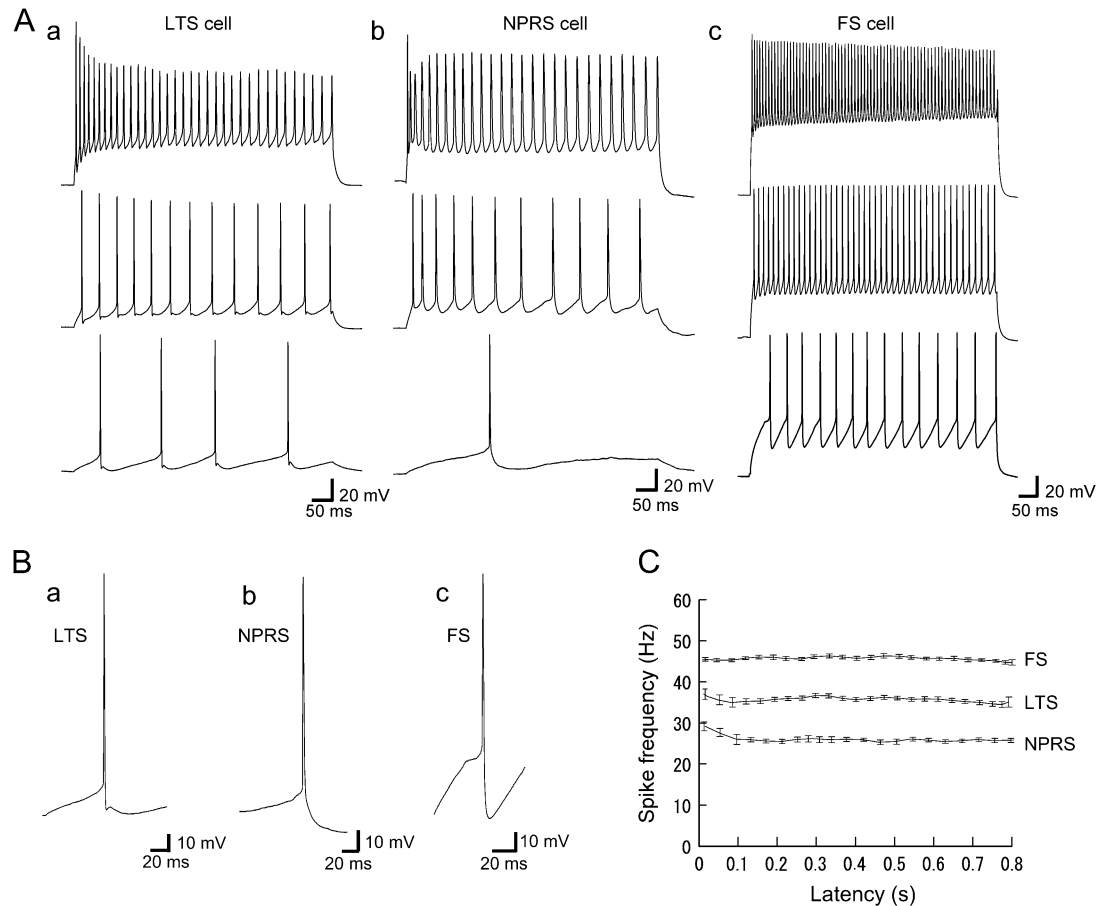 A
a
LTS cell
b
NPRS cell
c
FS cell
20 mV
50 ms
20 mV
50 ms
20 mV
50 ms
B
a
LTS
10 mV
20 ms
b
NPRS
10 mV
20 ms
c
FS
10 mV
20 ms
C
Spike frequency (Hz)
60
50
40
30
20
10
0
FS
LTS
NPRS
0 0.1 0.2 0.3 0.4 0.5 0.6 0.7 0.8
Latency (s)